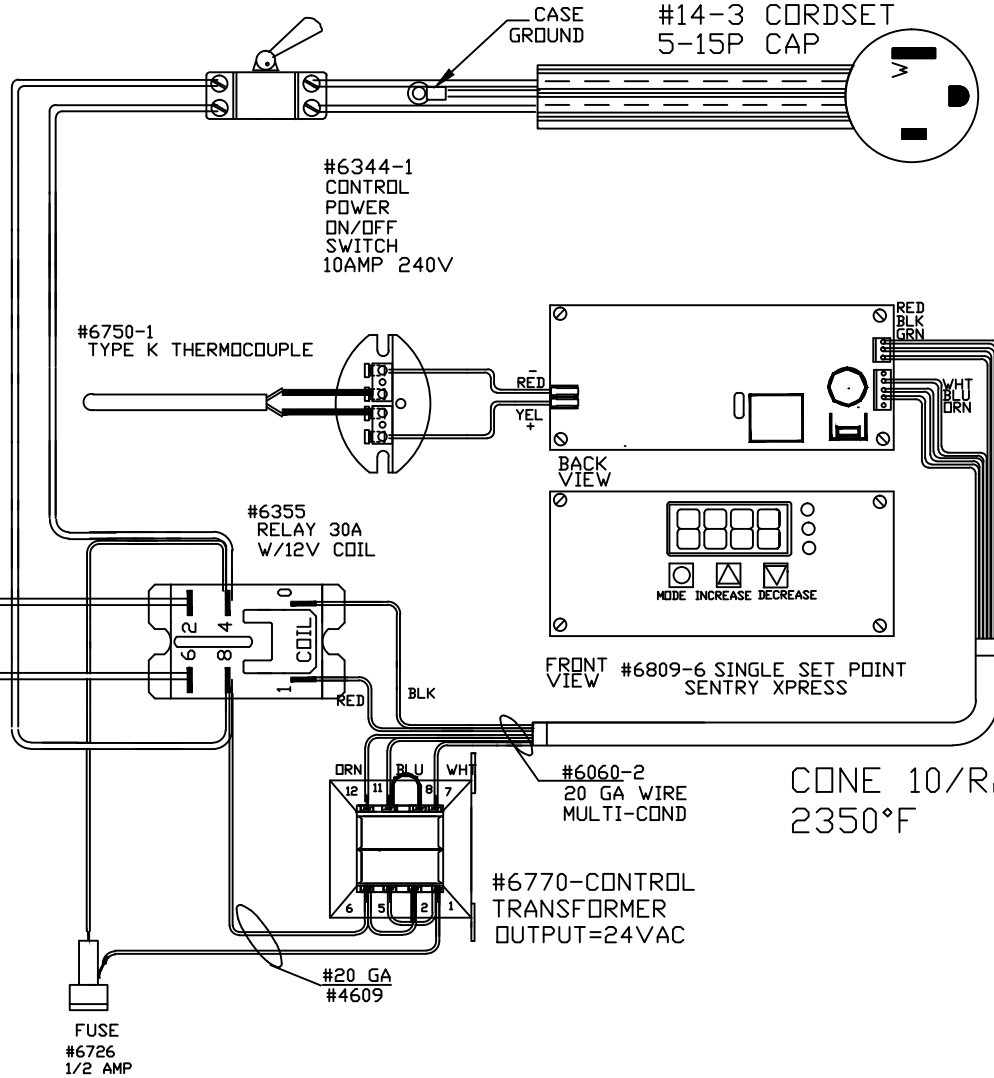 CASE
GROUND
#14-3 CORDSET
5-15P CAP
W
#6344-1
CONTROL
POWER
ON/OFF
SWITCH
10AMP 240V
#6750-1
TYPE K THERMOCOUPLE
-
RED
YEL
+
RED
BLK
GRN
WHT
BLU
ORN
BACK
VIEW
#6355
RELAY 30A
W/12V COIL
MODE INCREASE DECREASE
2 4 0
6 8 COIL 1
FRONT
VIEW
#6809-6 SINGLE SET POINT
SENTRY XPRESS
RED
BLK
ORN BLU WHT
12 11 8 7
6 5 2 1
#6060-2
20 GA WIRE
MULTI-COND
CONE 10/
2350°F
#6770-CONTROL
TRANSFORMER
OUTPUT=24VAC
#20 GA
#4609
FUSE
#6726
1/2 AMP